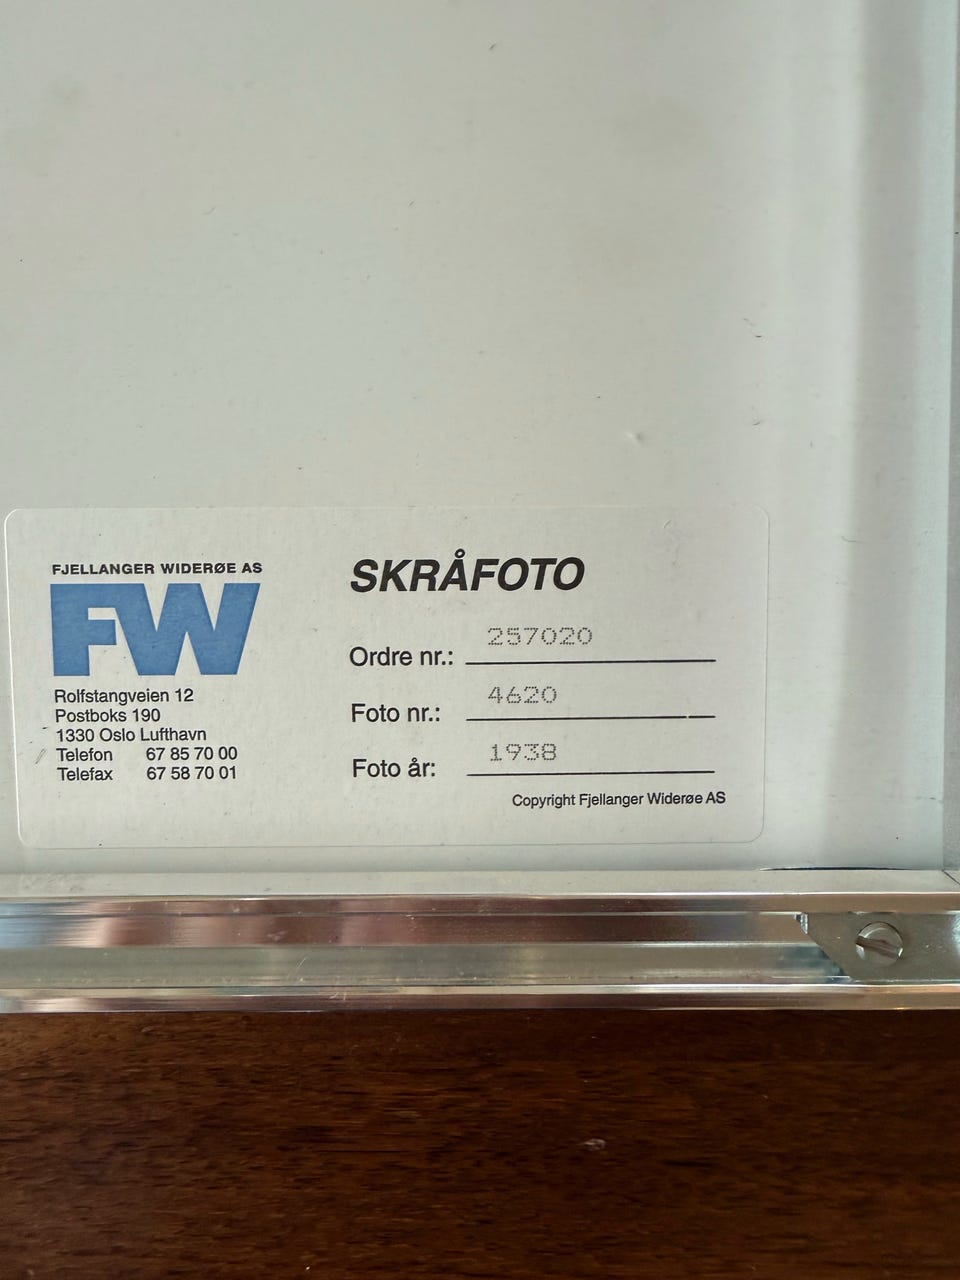 FJELLANGER WIDERØE AS
FW
Rolfstangveien 12
Postboks 190
1330 Oslo Lufthavn
Telefon 67 85 70 00
Telefax 67 58 70 01
SKRÅFOTO
Ordre nr.: 257020
Foto nr.: 4620
Foto år: 1938
Copyright Fjellanger Widerøe AS